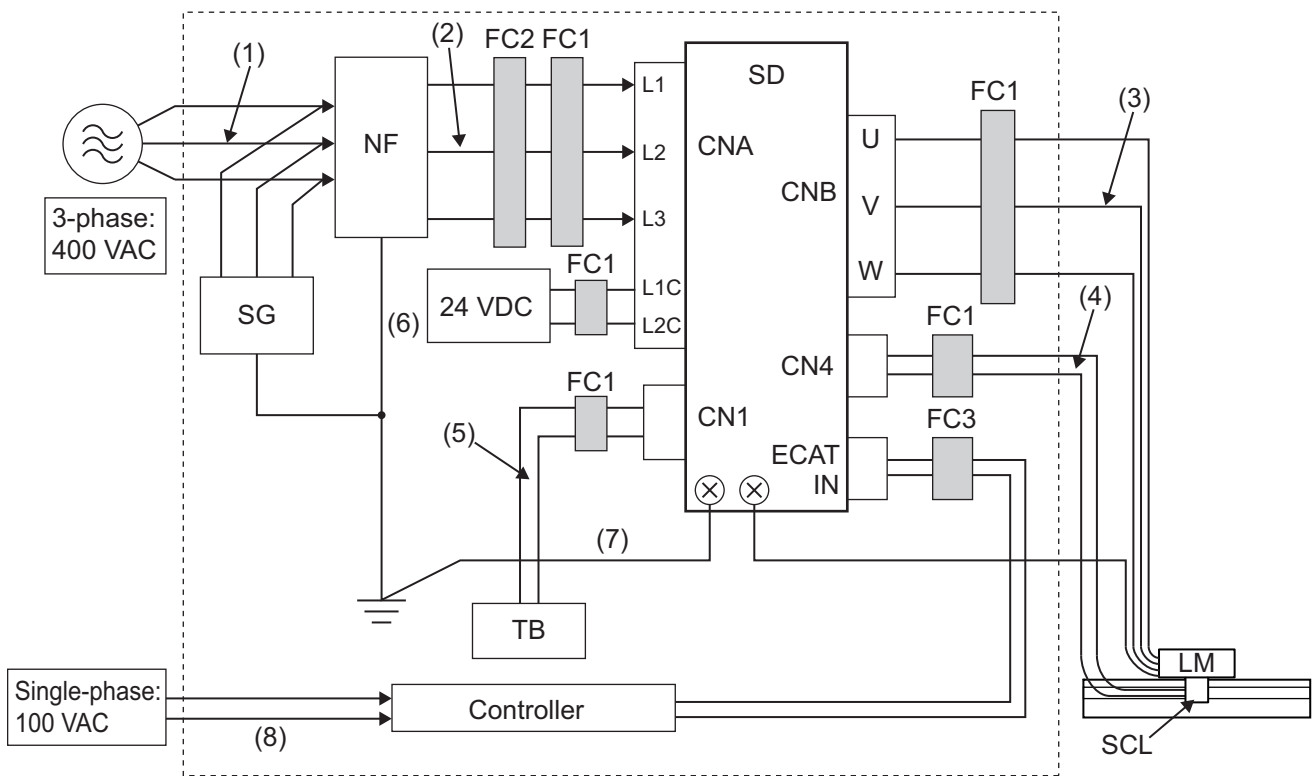 (1)
(2)
FC2
FC1
SD
FC1
(3)
3-phase:
400 VAC
NF
L1
L2
L3
CNA
CNB
U
V
W
SG
(6)
24 VDC
FC1
L1C
L2C
FC1
(4)
CN4
FC1
CN1
(5)
FC3
ECAT
IN
(7)
TB
Single-phase:
100 VAC
(8)
Controller
LM
SCL